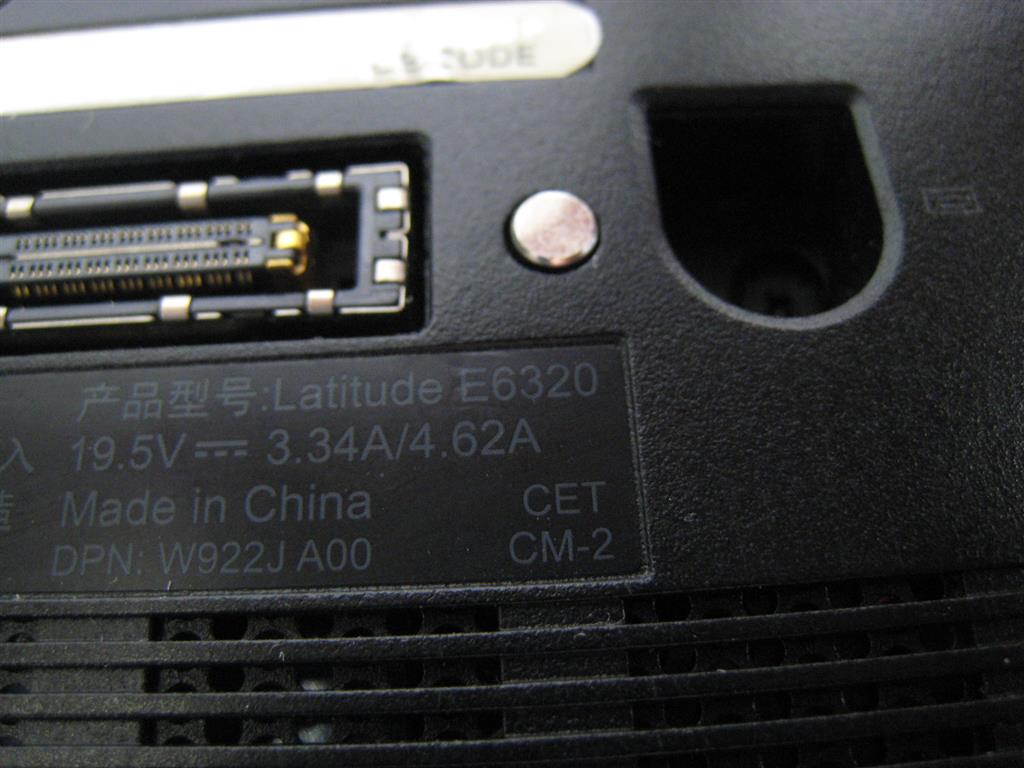 产品型号:Latitude E6320
入 19.5V⎓ 3.34A/4.62A
Made in China CET
DPN: W922J A00 CM-2